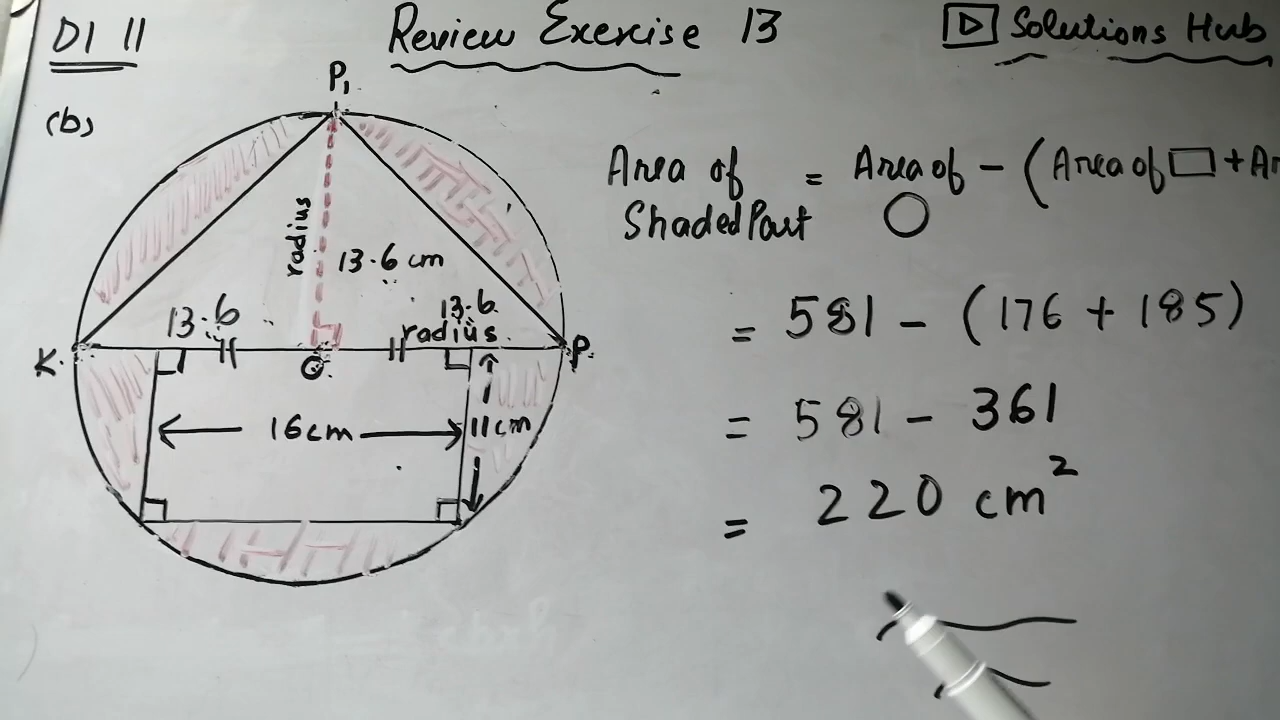 D1 11
Review Exercise 13
Solutions Hub
(b)
P₁
radius
13.6 cm
13.6
13.6
radius
K
O
P
16cm
11cm
Area of = Area of - (Area of □ + Ar
Shaded Part ○
= 581 - (176 + 185)
= 581 - 361
= 220 cm²